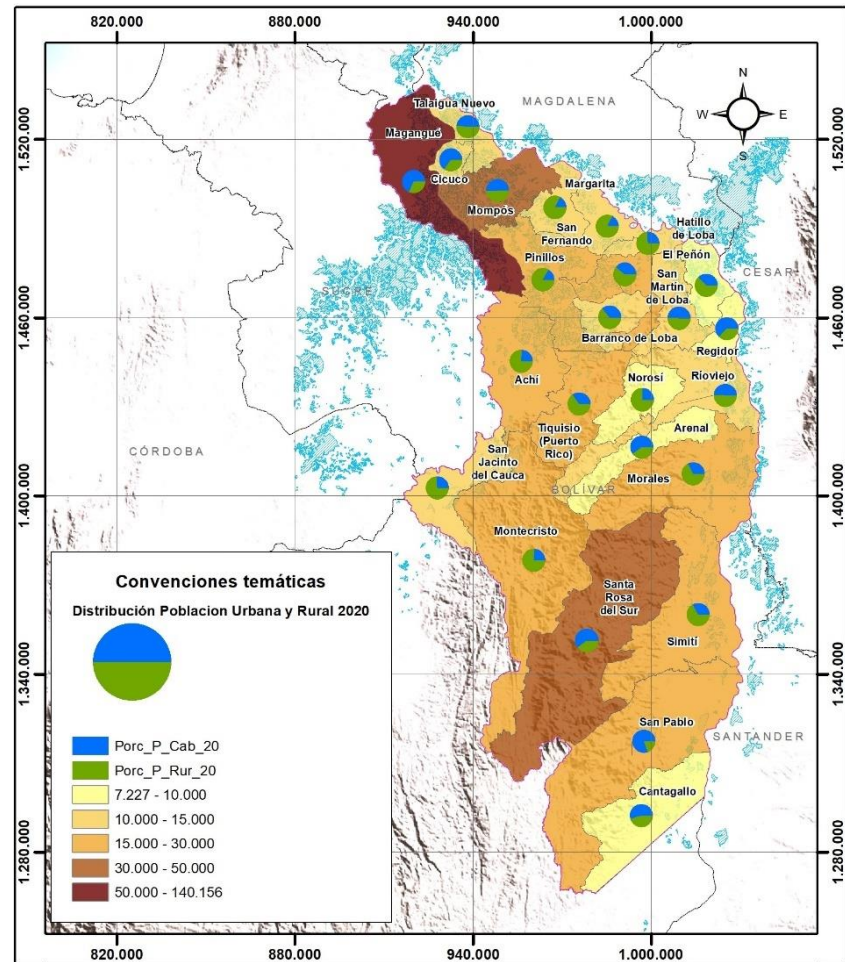 820.000
880.000
940.000
1.000.000
1.520.000
1.460.000
1.400.000
1.340.000
1.280.000
1.520.000
1.460.000
1.400.000
1.340.000
1.280.000
N
W
E
S
MAGDALENA
CESAR
SUCRE
CÓRDOBA
BOLÍVAR
SANTANDER
Talaigua Nuevo
Magangué
Cicuco
Mompós
Margarita
San
Fernando
Hatillo
de Loba
Pinillos
El Peñón
San
Martín
de Loba
Barranco de Loba
Regidor
Achí
Norosí
Ríoviejo
Tiquisio
(Puerto
Rico)
Arenal
San
Jacinto
del Cauca
Morales
Montecristo
Santa
Rosa
del Sur
Simití
San Pablo
Cantagallo
Convenciones temáticas
Distribución Poblacion Urbana y Rural 2020
Porc_P_Cab_20
Porc_P_Rur_20
7.227 - 10.000
10.000 - 15.000
15.000 - 30.000
30.000 - 50.000
50.000 - 140.156
820.000
880.000
940.000
1.000.000